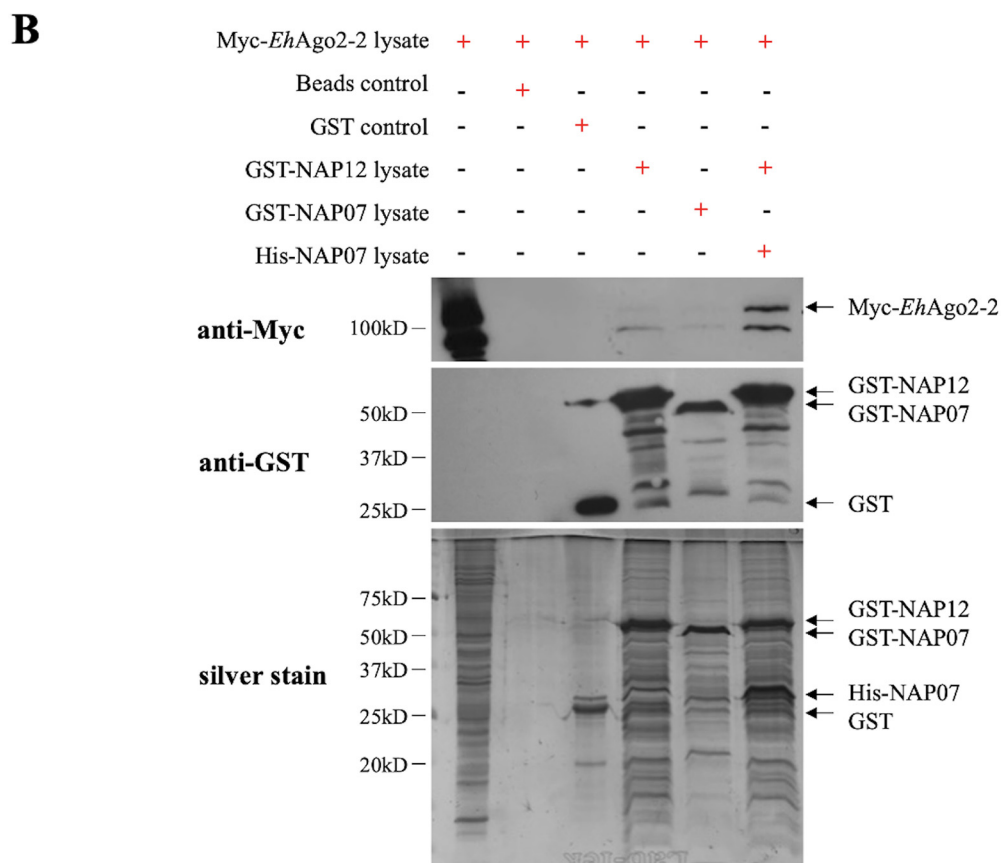 B
Myc-EhAgo2-2 lysate + + + + + +
Beads control - + - - - -
GST control - - + - - -
GST-NAP12 lysate - - - + - +
GST-NAP07 lysate - - - - + -
His-NAP07 lysate - - - - - +
anti-Myc
100kD
Myc-EhAgo2-2
anti-GST
50kD
37kD
25kD
GST-NAP12
GST-NAP07
GST
silver stain
75kD
50kD
37kD
25kD
20kD
GST-NAP12
GST-NAP07
His-NAP07
GST